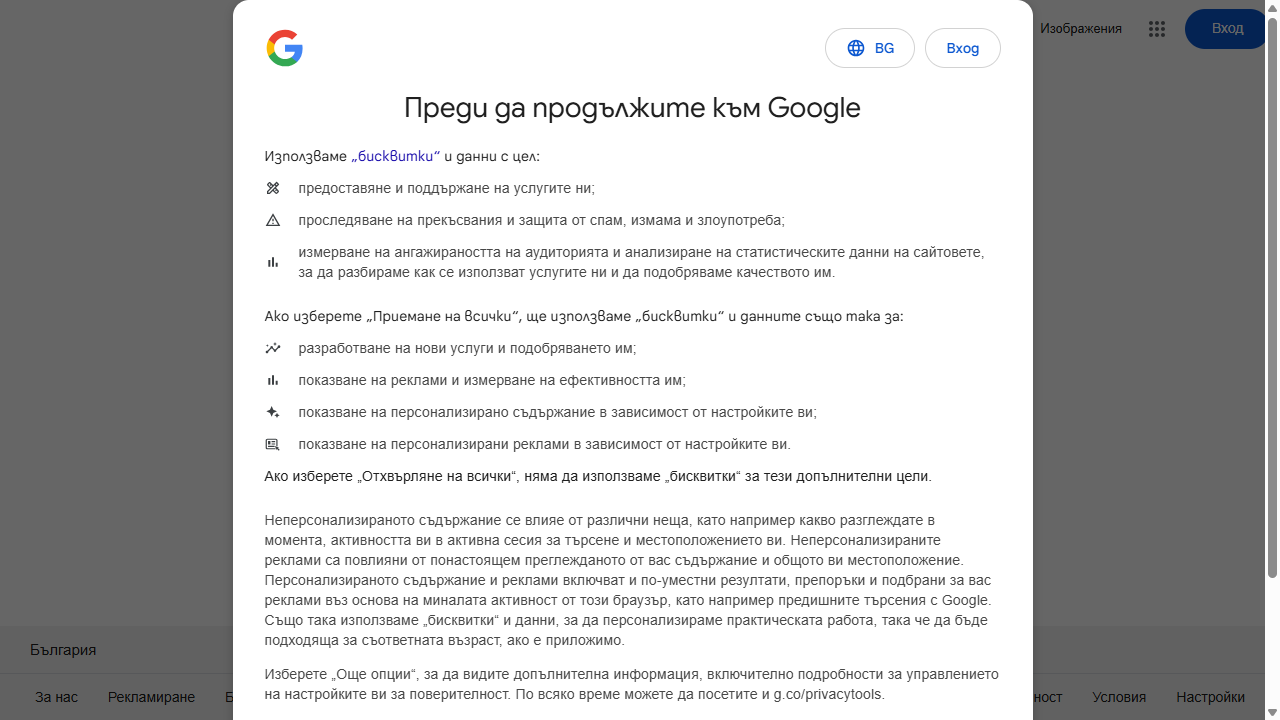 Изображения
Вход
BG
Вход
Преди да продължите към Google
Използваме „бисквитки“ и данни с цел:
предоставяне и поддържане на услугите ни;
проследяване на прекъсвания и защита от спам, измама и злоупотреба;
измерване на ангажираността на аудиторията и анализиране на статистическите данни на сайтовете,
за да разбираме как се използват услугите ни и да подобряваме качеството им.
Ако изберете „Приемане на всички“, ще използваме „бисквитки“ и данните също така за:
разработване на нови услуги и подобряването им;
показване на реклами и измерване на ефективността им;
показване на персонализирано съдържание в зависимост от настройките ви;
показване на персонализирани реклами в зависимост от настройките ви.
Ако изберете „Отхвърляне на всички“, няма да използваме „бисквитки“ за тези допълнителни цели.
Неперсонализираното съдържание се влияе от различни неща, като например какво разглеждате в
момента, активността ви в активна сесия за търсене и местоположението ви. Неперсонализираните
реклами са повлияни от понастоящем преглежданото от вас съдържание и общото ви местоположение.
Персонализираното съдържание и реклами включват и по-уместни резултати, препоръки и подбрани за вас
реклами въз основа на миналата активност от този браузър, като например предишните търсения с Google.
Също така използваме „бисквитки“ и данни, за да персонализираме практическата работа, така че да бъде
подходяща за съответната възраст, ако е приложимо.
Изберете „Още опции“, за да видите допълнителна информация, включително подробности за управлението
на настройките ви за поверителност. По всяко време можете да посетите и g.co/privacytools.
България
За нас Рекламиране Условия Настройки